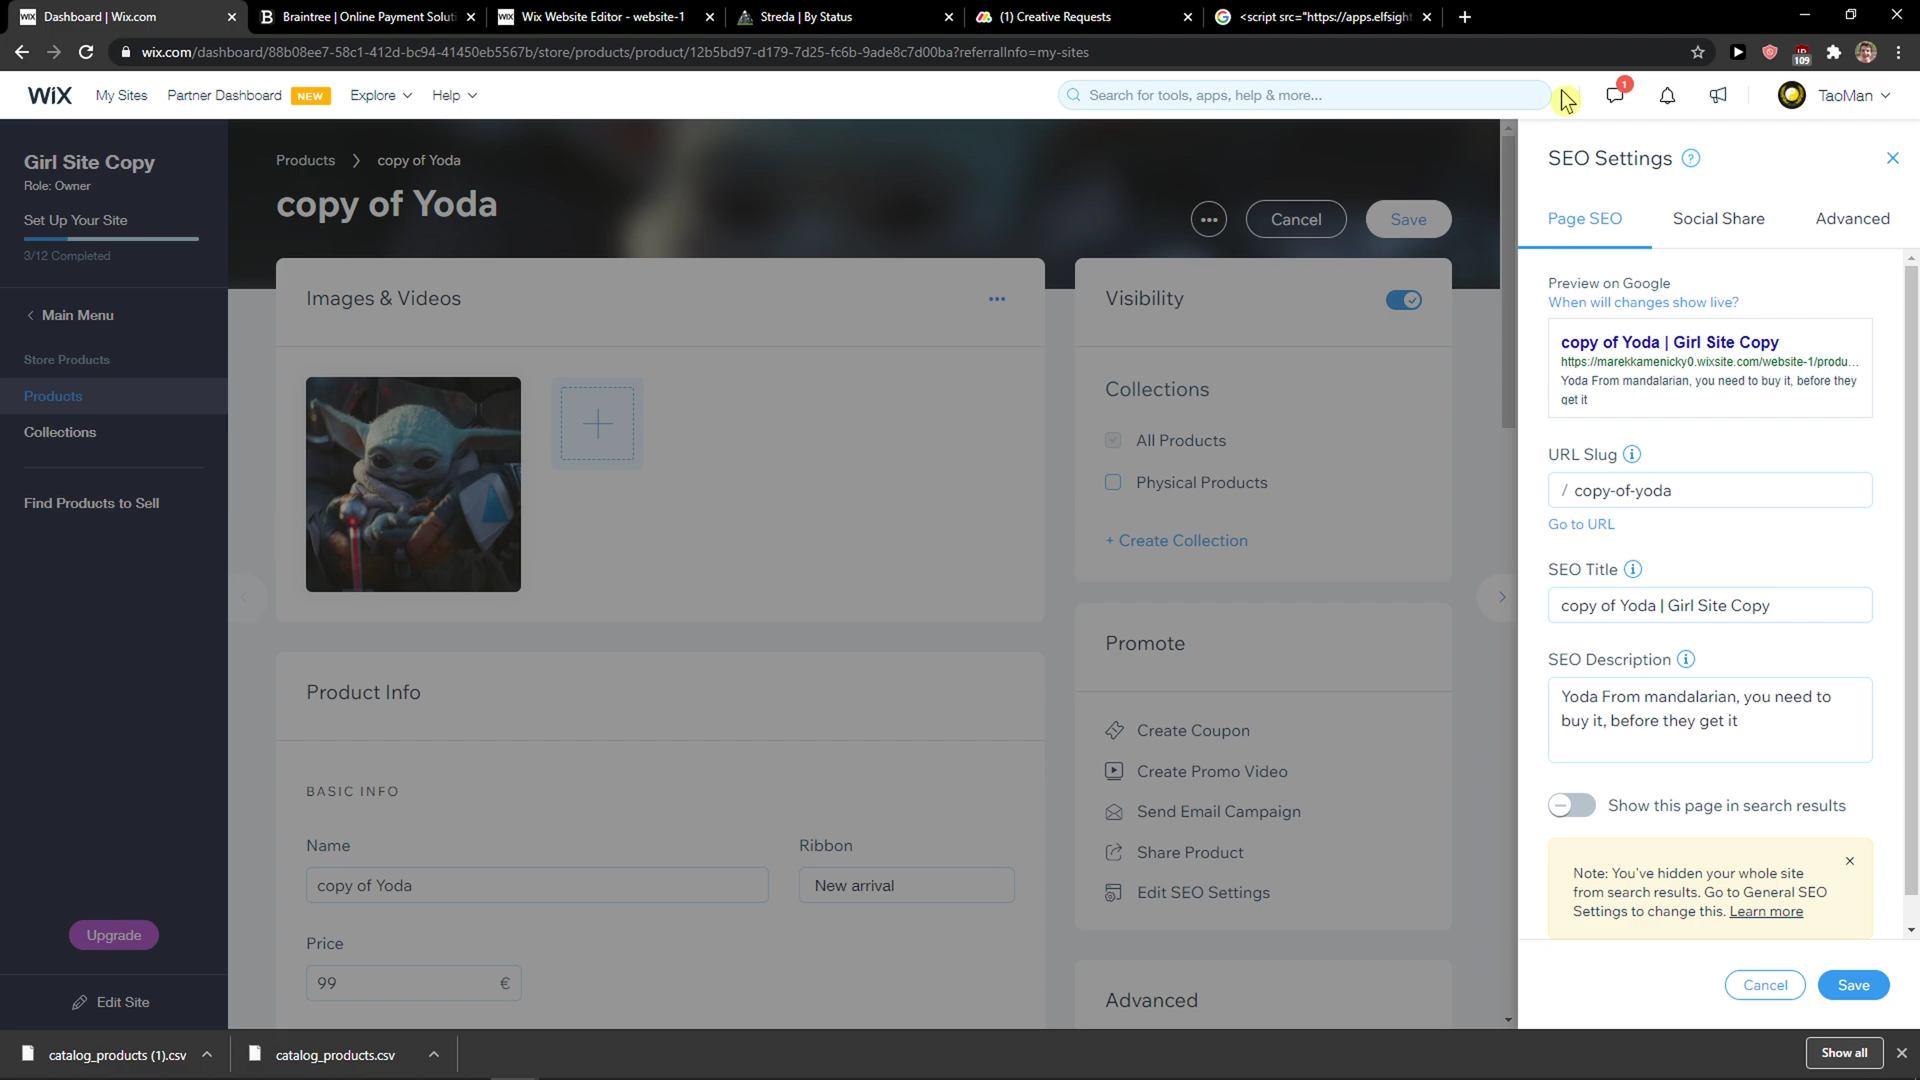 Dashboard | Wix.com
Braintree | Online Payment Soluti
Wix Website Editor - website-1
Streda | By Status
(1) Creative Requests
<script src="https://apps.elfsight
wix.com/dashboard/88b08ee7-58c1-412d-bc94-41450eb5567b/store/products/product/12b5bd97-d179-7d25-fc6b-9ade8c7d00ba?referralInfo=my-sites
109
WiX
My Sites
Partner Dashboard
NEW
Explore
Help
Search for tools, apps, help & more...
1
TaoMan
Girl Site Copy
Role: Owner
Set Up Your Site
3/12 Completed
Main Menu
Store Products
Products
Collections
Find Products to Sell
Upgrade
Edit Site
Products > copy of Yoda
copy of Yoda
Cancel
Save
Images & Videos
Product Info
BASIC INFO
Name
copy of Yoda
Ribbon
New arrival
Price
99 €
Visibility
Collections
All Products
Physical Products
+ Create Collection
Promote
Create Coupon
Create Promo Video
Send Email Campaign
Share Product
Edit SEO Settings
Advanced
SEO Settings
Page SEO
Social Share
Advanced
Preview on Google
When will changes show live?
copy of Yoda | Girl Site Copy
https://marekkamenicky0.wixsite.com/website-1/produ...
Yoda From mandalarian, you need to buy it, before they
get it
URL Slug
/ copy-of-yoda
Go to URL
SEO Title
copy of Yoda | Girl Site Copy
SEO Description
Yoda From mandalarian, you need to
buy it, before they get it
Show this page in search results
Note: You've hidden your whole site
from search results. Go to General SEO
Settings to change this. Learn more
Cancel
Save
catalog_products (1).csv
catalog_products.csv
Show all